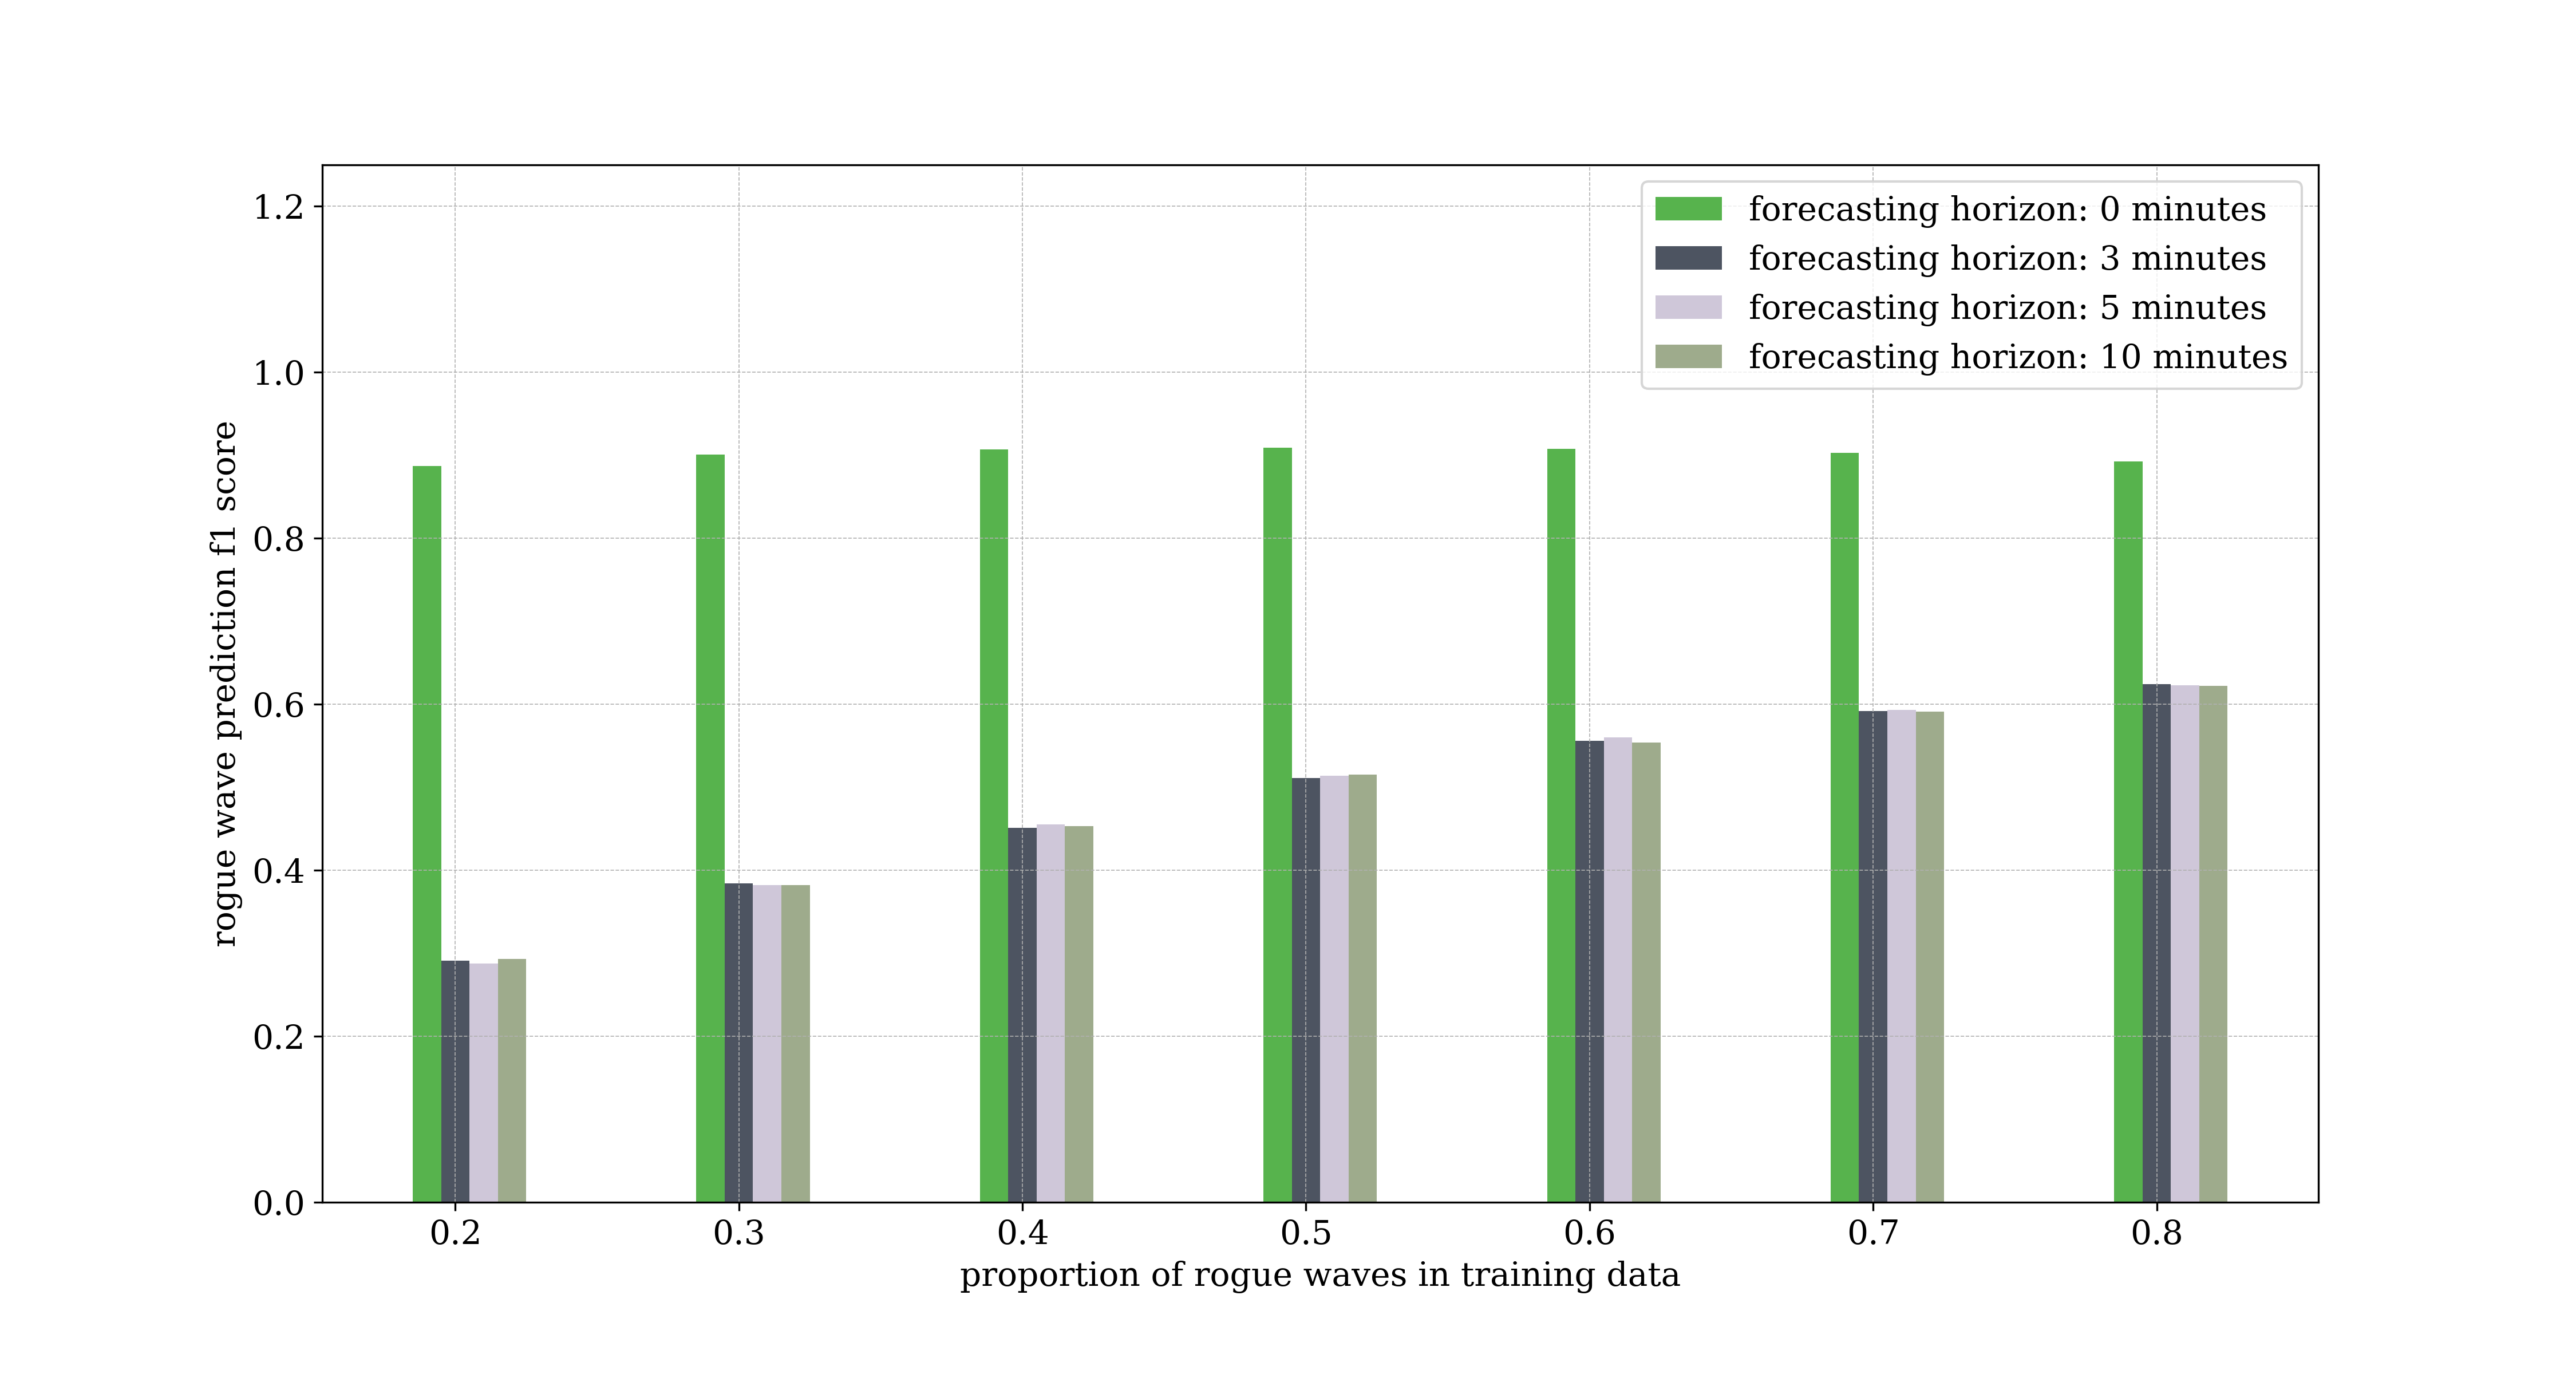 forecasting horizon: 0 minutes
forecasting horizon: 3 minutes
forecasting horizon: 5 minutes
forecasting horizon: 10 minutes
rogue wave prediction f1 score
1.2
1.0
0.8
0.6
0.4
0.2
0.0
0.2 0.3 0.4 0.5 0.6 0.7 0.8
proportion of rogue waves in training data